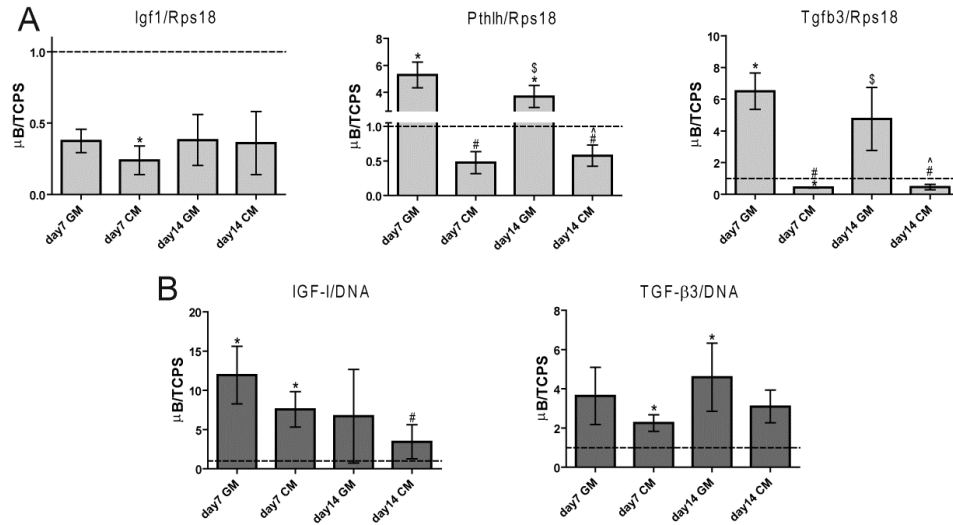 A
Igf1/Rps18
μB/TCPS
1.0
0.5
0.0
*
day7 GM
day7 CM
day14 GM
day14 CM
Pthlh/Rps18
μB/TCPS
8
6
4
1.0
0.5
0.0
*
#
$
*
^
#
day7 GM
day7 CM
day14 GM
day14 CM
Tgfb3/Rps18
μB/TCPS
10
8
6
4
2
0
*
#
*
$
^
#
day7 GM
day7 CM
day14 GM
day14 CM
B
IGF-I/DNA
μB/TCPS
20
15
10
5
0
*
*
#
day7 GM
day7 CM
day14 GM
day14 CM
TGF-β3/DNA
μB/TCPS
8
6
4
2
0
*
*
day7 GM
day7 CM
day14 GM
day14 CM